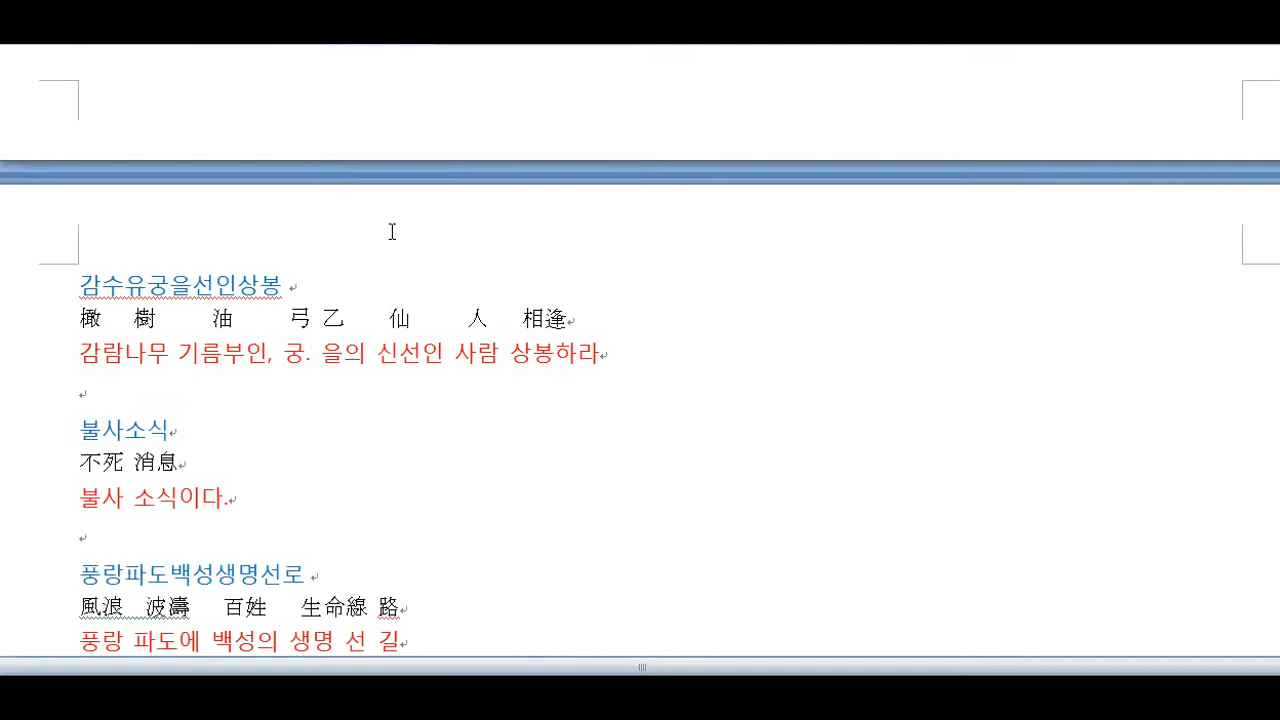 감수유궁을선인상봉
橄 樹 油 弓 乙 仙 人 相逢
감람나무 기름부인, 궁. 을의 신선인 사람 상봉하라
불사소식
不死 消息
불사 소식이다.
풍랑파도백성생명선로
風浪 波濤 百姓 生命線 路
풍랑 파도에 백성의 생명 선 길